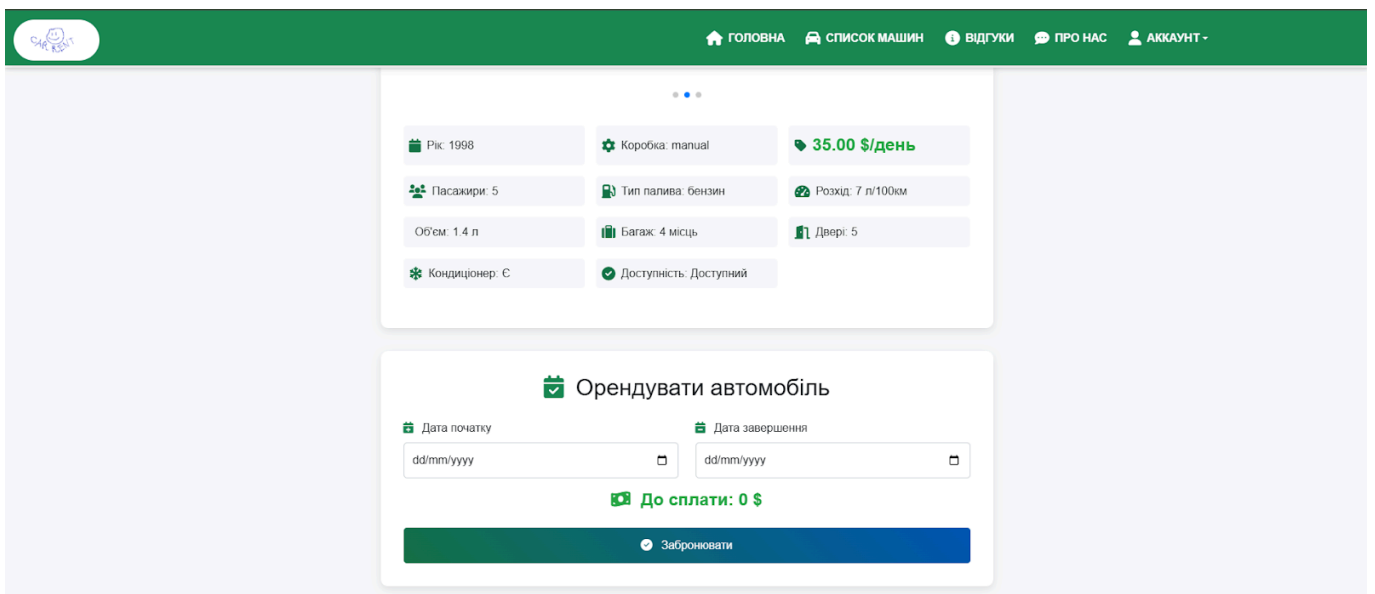 CAR RENT
ГОЛОВНА СПИСОК МАШИН ВІДГУКИ ПРО НАС АККАУНТ
Рік: 1998 Коробка: manual 35.00 $/день
Пасажири: 5 Тип палива: бензин Розхід: 7 л/100км
Об'єм: 1.4 л Багаж: 4 місць Двері: 5
Кондиціонер: Є Доступність: Доступний
Орендувати автомобіль
Дата початку Дата завершення
dd/mm/yyyy dd/mm/yyyy
До сплати: 0 $
Забронювати